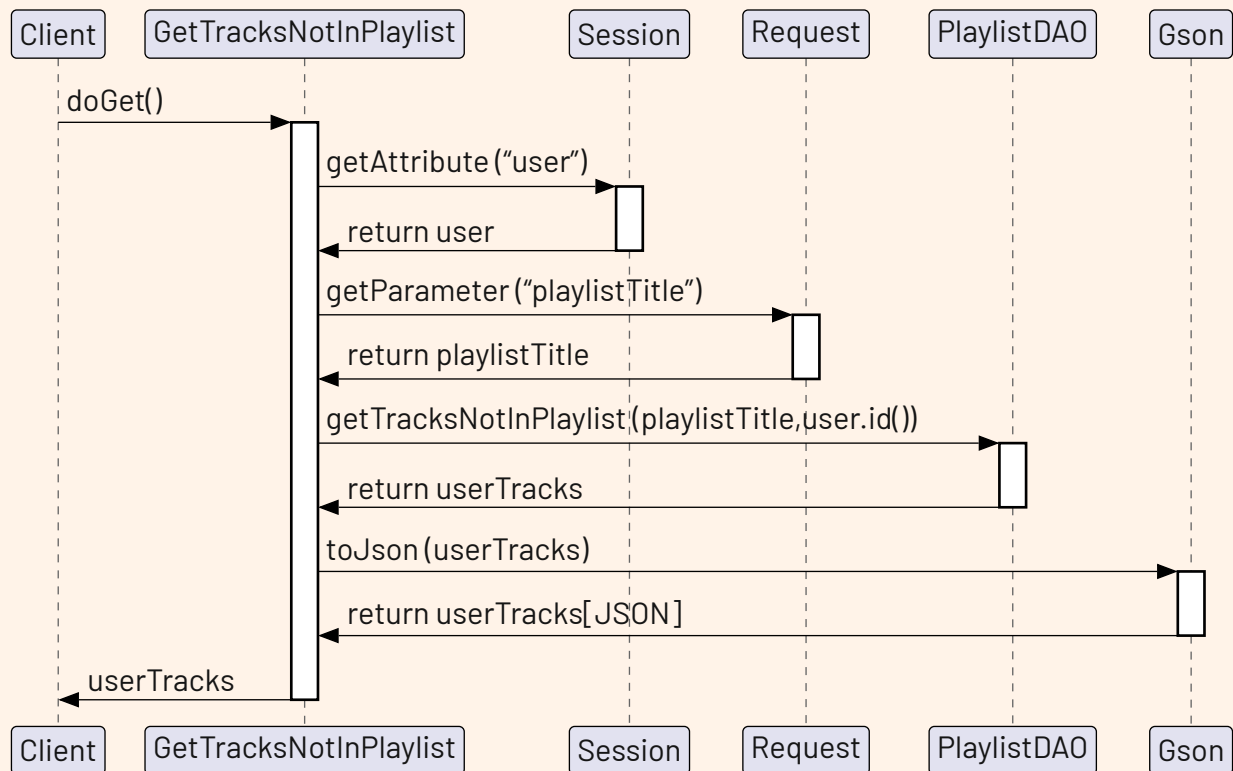 Client GetTracksNotInPlaylist Session Request PlaylistDAO Gson
doGet()
getAttribute (“user”)
return user
getParameter (“playlistTitle”)
return playlistTitle
getTracksNotInPlaylist (playlistTitle,user.id())
return userTracks
toJson (userTracks)
return userTracks[JSON]
userTracks
Client GetTracksNotInPlaylist Session Request PlaylistDAO Gson